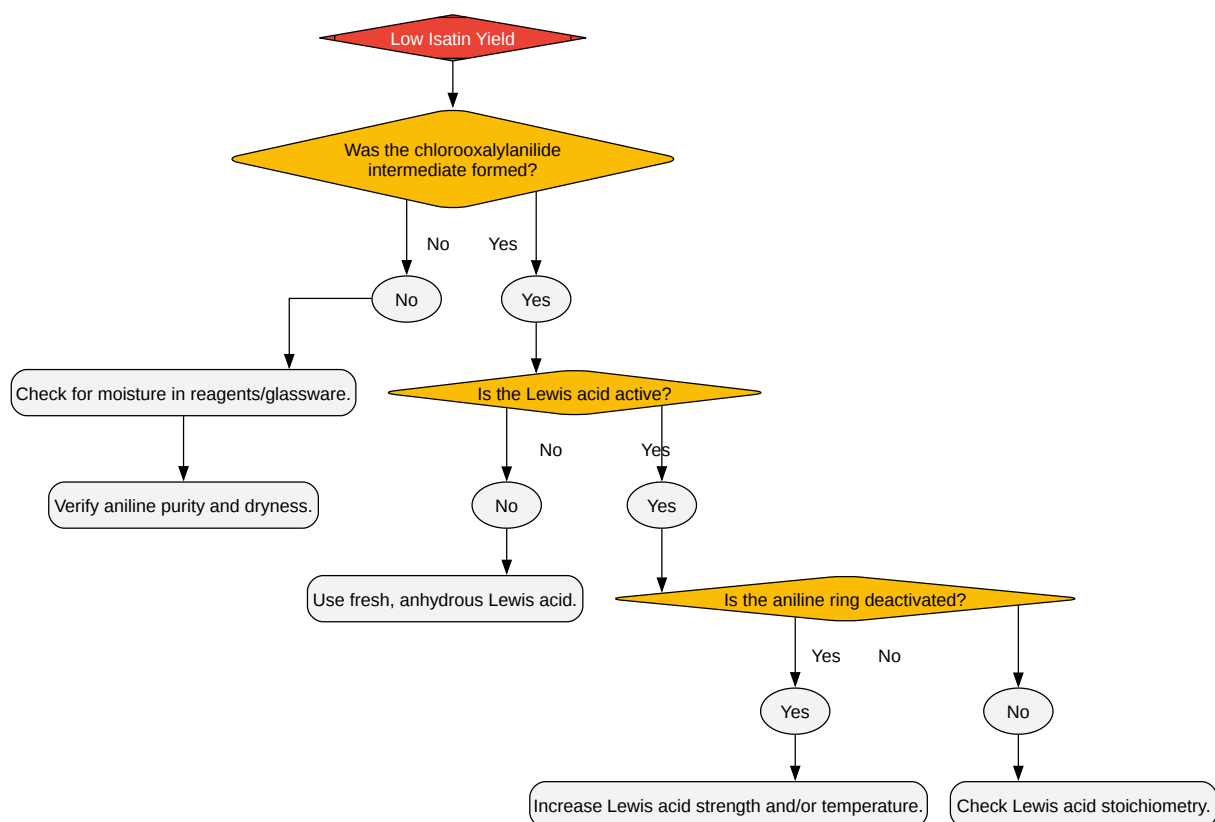 Low Isatin Yield
Was the chlorooxalylanilide
intermediate formed?
No
Yes
No
Yes
Check for moisture in reagents/glassware.
Is the Lewis acid active?
No
Yes
Verify aniline purity and dryness.
No
Yes
Use fresh, anhydrous Lewis acid.
Is the aniline ring deactivated?
Yes
No
Yes
No
Increase Lewis acid strength and/or temperature.
Check Lewis acid stoichiometry.